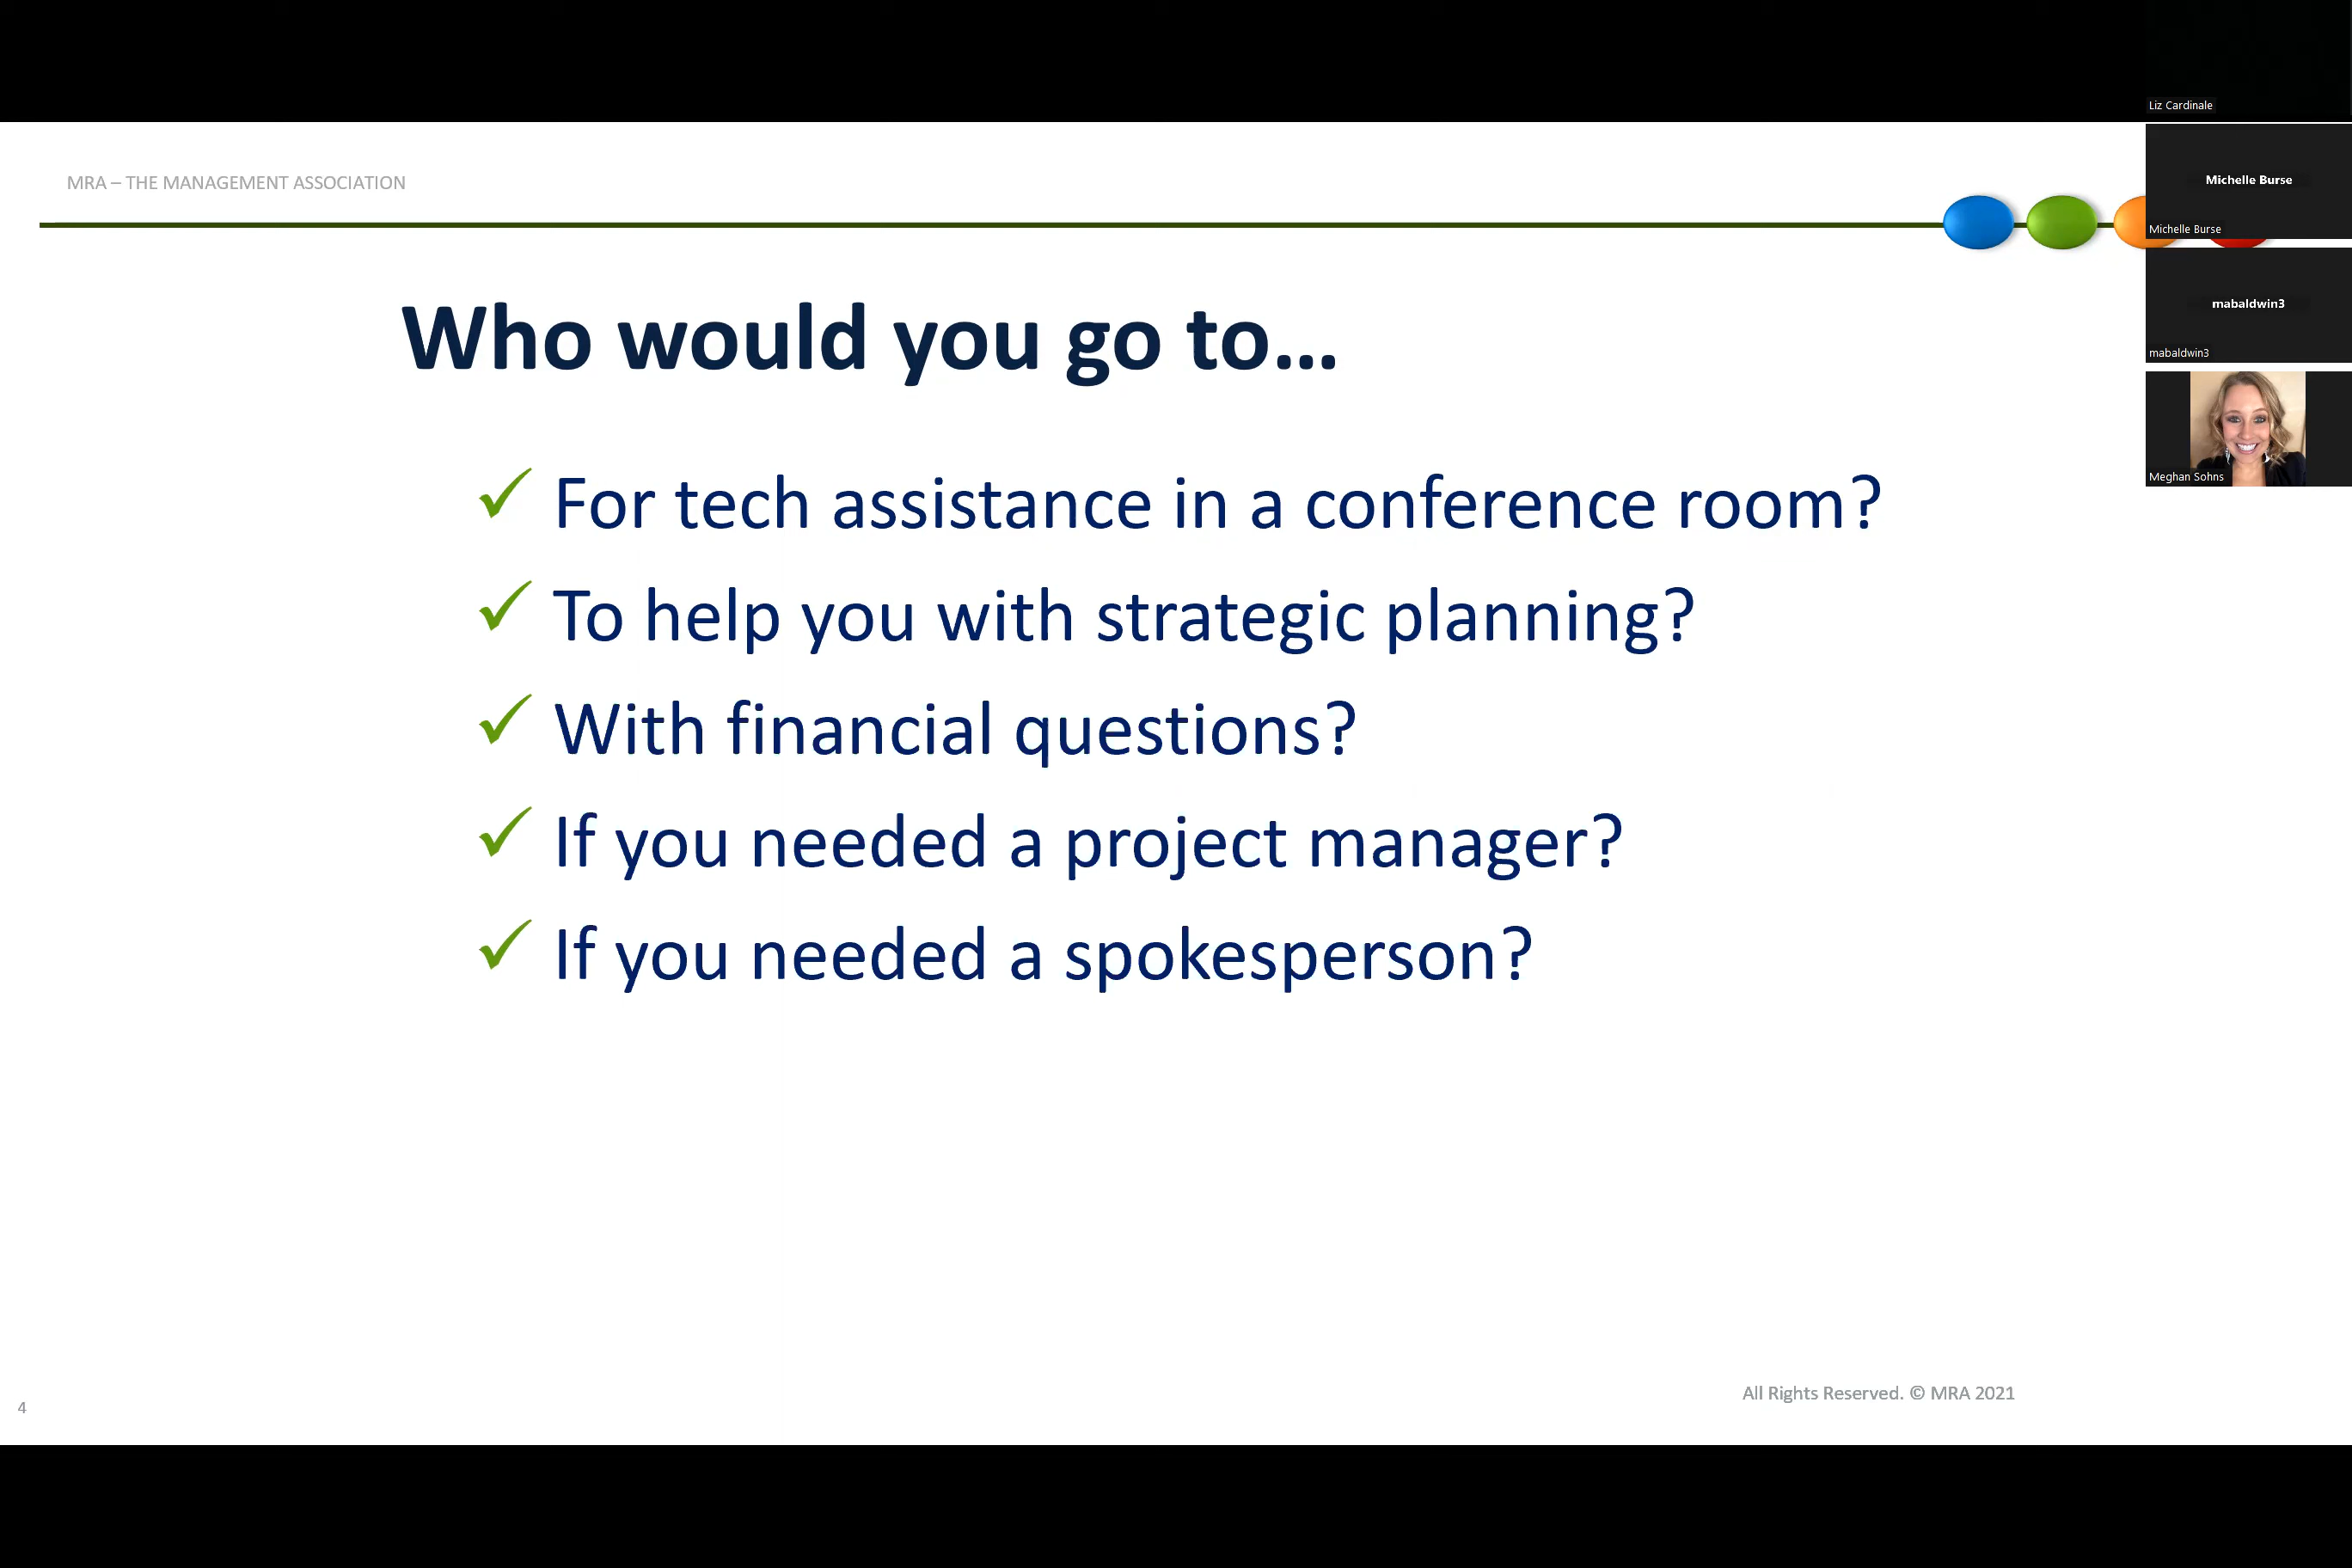 Liz Cardinale
MRA – THE MANAGEMENT ASSOCIATION
Michelle Burse
Michelle Burse
mabaldwin3
mabaldwin3
Meghan Sohns
Who would you go to...
✓ For tech assistance in a conference room?
✓ To help you with strategic planning?
✓ With financial questions?
✓ If you needed a project manager?
✓ If you needed a spokesperson?
All Rights Reserved. © MRA 2021
4